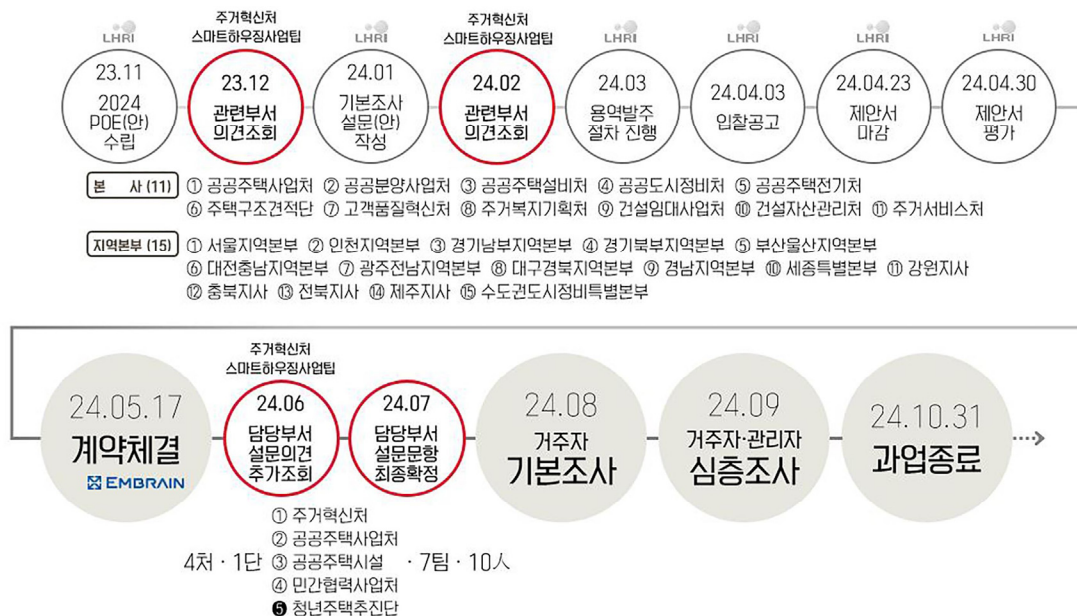 주거혁신처
스마트하우징사업팁
주거혁신처
스마트하우징사업팁
LHRI
LHRI
LHRI
LHRI
LHRI
LHRI
23.11
2024
POE(안)
수립
23.12
관련부서
의견조회
24.01
기본조사
설문(안)
작성
24.02
관련부서
의견조회
24.03
용역발주
절차 진행
24.04.03
입찰공고
24.04.23
제안서
마감
24.04.30
제안서
평가
본 사 (11) ① 공공주택사업처 ② 공공분양사업처 ③ 공공주택설비처 ④ 공공도시정비처 ⑤ 공공주택전기처
⑥ 주택구조견적단 ⑦ 고객품질혁신처 ⑧ 주거복지기획처 ⑨ 건설임대사업처 ⑩ 건설자산관리처 ⑪ 주거서비스처
지역본부 (15) ① 서울지역본부 ② 인천지역본부 ③ 경기남부지역본부 ④ 경기북부지역본부 ⑤ 부산울산지역본부
⑥ 대전충남지역본부 ⑦ 광주전남지역본부 ⑧ 대구경북지역본부 ⑨ 경남지역본부 ⑩ 세종특별본부 ⑪ 강원지사
⑫ 충북지사 ⑬ 전북지사 ⑭ 제주지사 ⑮ 수도권도시정비특별본부
주거혁신처
스마트하우징사업팁
24.05.17
계약체결
EMBRAIN
24.06
담당부서
설문의견
추가조회
24.07
담당부서
설문문항
최종확정
24.08
거주자
기본조사
24.09
거주자·관리자
심층조사
24.10.31
과업종료
① 주거혁신처
② 공공주택사업처
4처 · 1단 ③ 공공주택시설 · 7팀 · 10人
④ 민간협력사업처
❺ 청년주택추진단